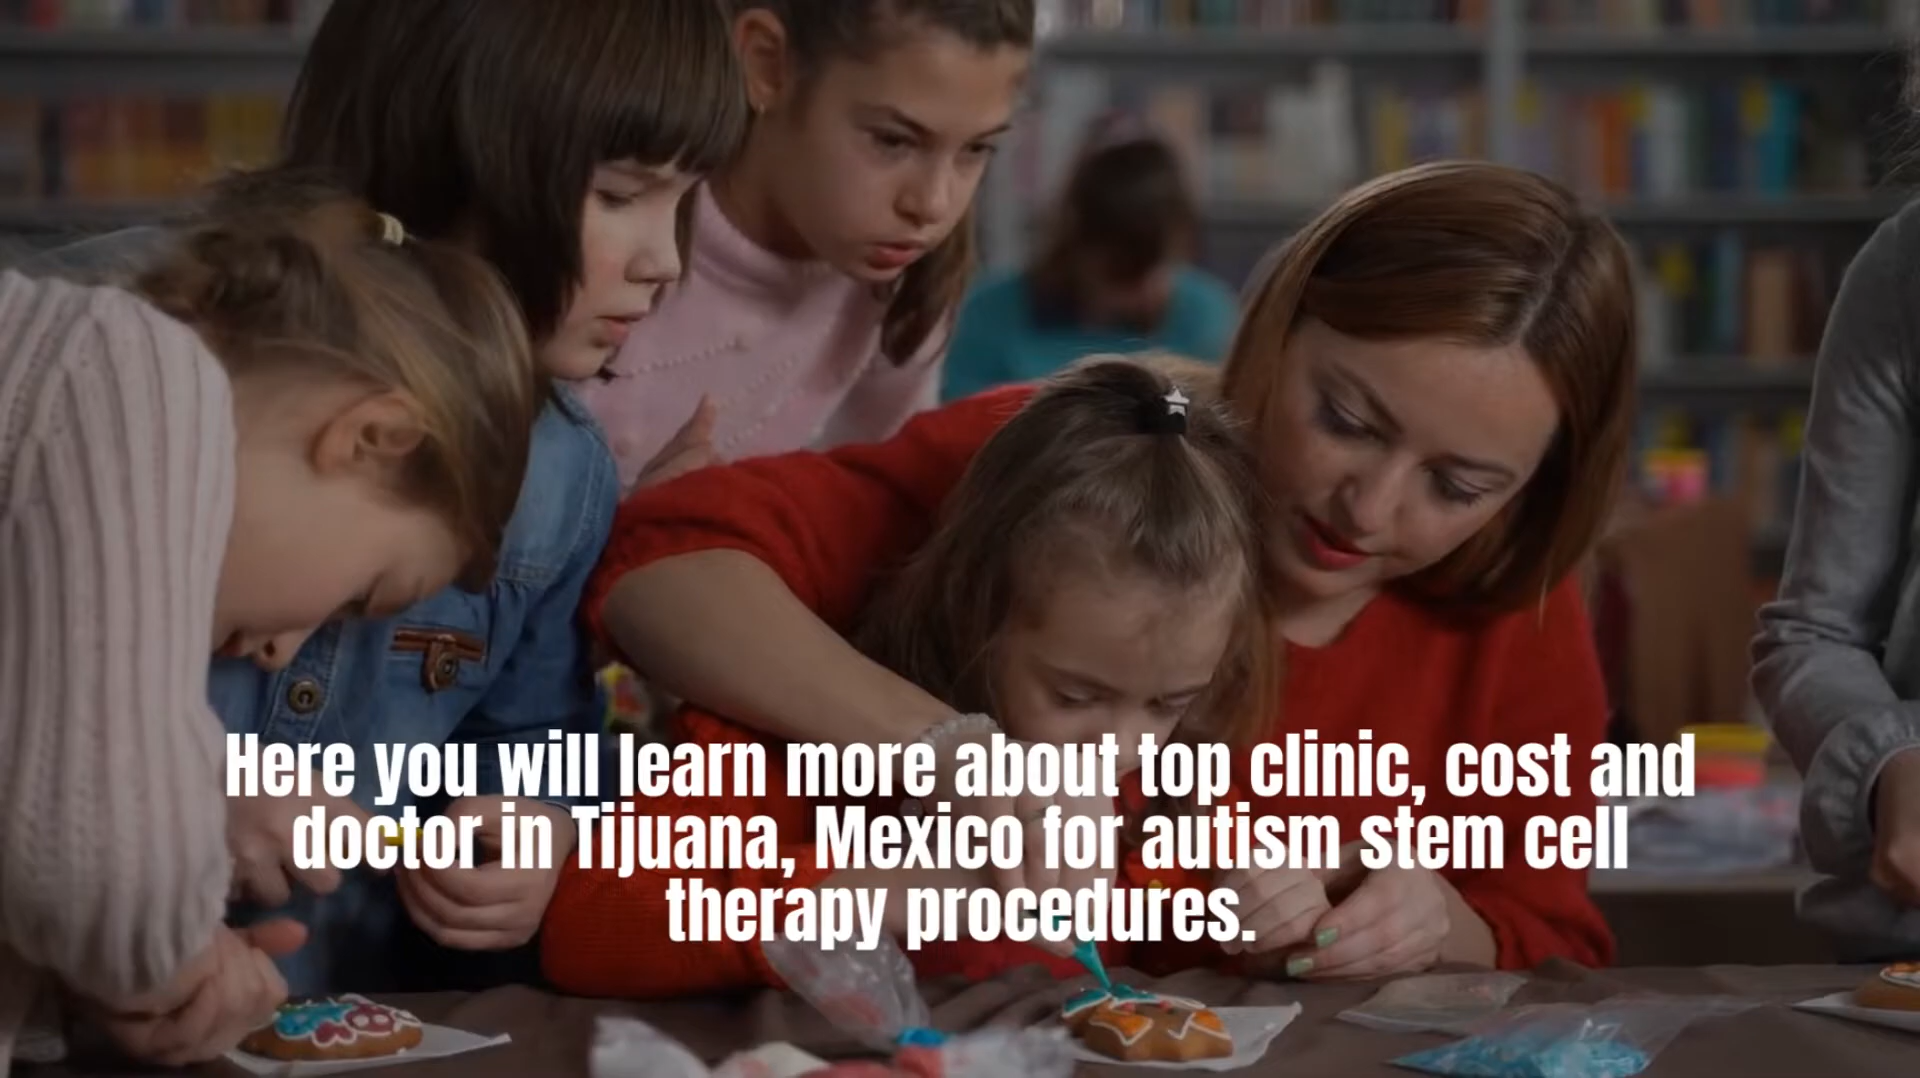 Here you will learn more about top clinic, cost and
doctor in Tijuana, Mexico for autism stem cell
therapy procedures.